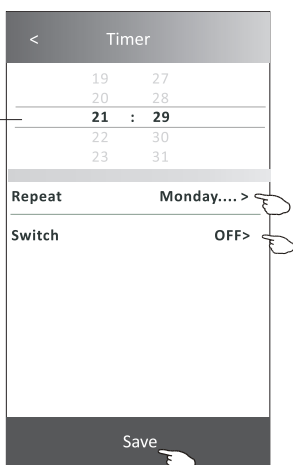 < Timer
19 27
20 28
21 : 29
22 30
23 31
Repeat Monday.... >
Switch OFF>
Save